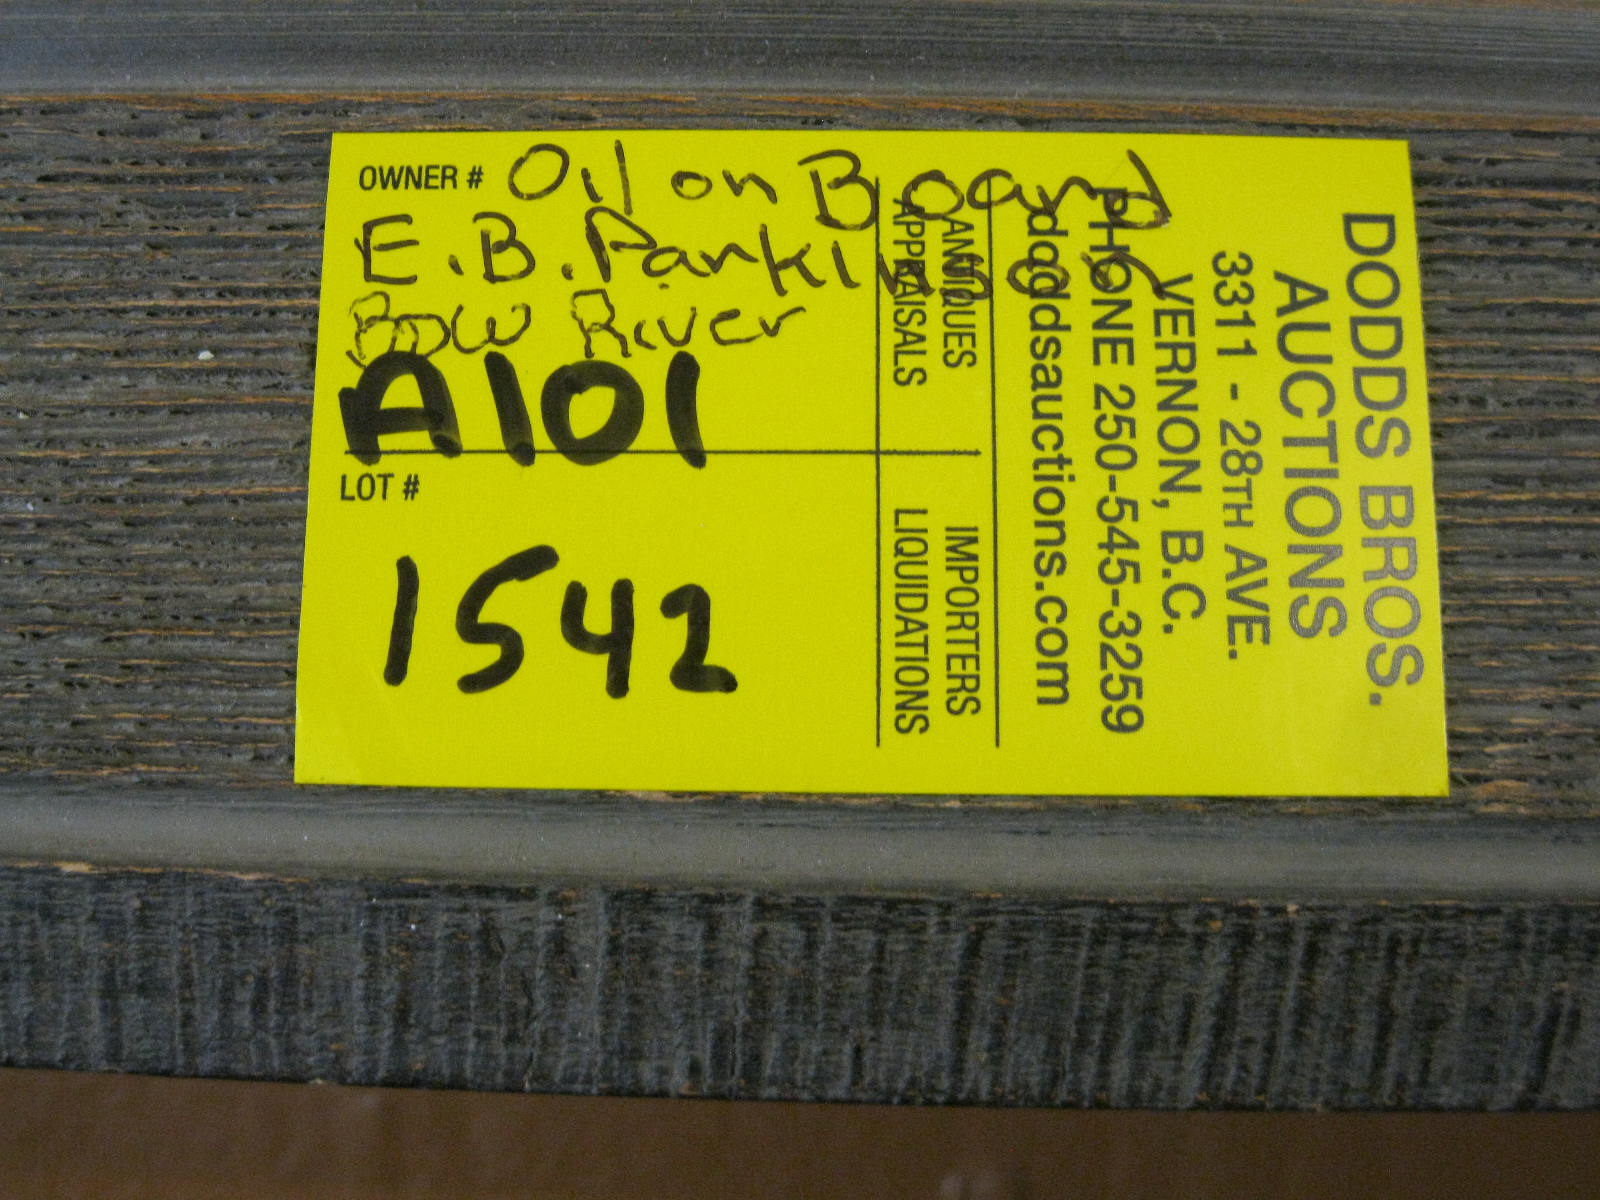 OWNER # Oil on Board
E.B. Parkinson
Bow River
A101
LOT #
1542
ANTIQUES IMPORTERS
APPRAISALS LIQUIDATIONS
DODDS BROS.
AUCTIONS
3311 - 28TH AVE.
VERNON, B.C.
PHONE 250-545-3259
doddsauctions.com